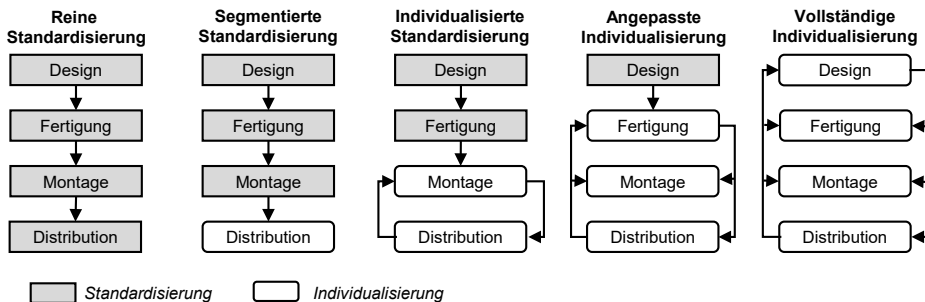 Reine
Standardisierung
Design
Fertigung
Montage
Distribution
Segmentierte
Standardisierung
Design
Fertigung
Montage
Distribution
Individualisierte
Standardisierung
Design
Fertigung
Montage
Distribution
Angepasste
Individualisierung
Design
Fertigung
Montage
Distribution
Vollständige
Individualisierung
Design
Fertigung
Montage
Distribution
Standardisierung
Individualisierung